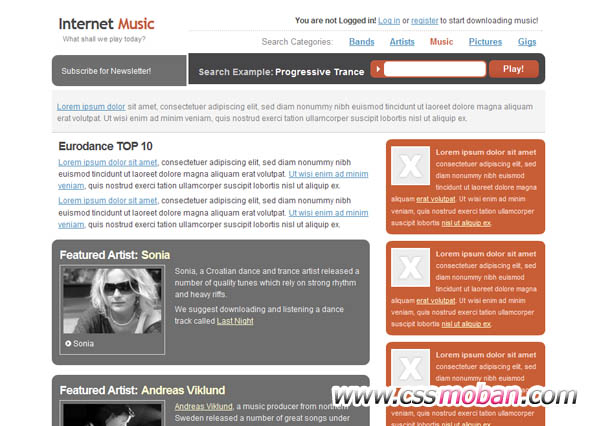 Internet Music
What shall we play today?
You are not Logged in! Log in or register to start downloading music!
Search Categories: Bands Artists Music Pictures Gigs
Subscribe for Newsletter!
Search Example: Progressive Trance
Play!
Lorem ipsum dolor sit amet, consectetuer adipiscing elit, sed diam nonummy nibh euismod tincidunt ut laoreet dolore magna aliquam
erat volutpat. Ut wisi enim ad minim veniam, quis nostrud exerci tation ullamcorper suscipit lobortis nisl.
Eurodance TOP 10
Lorem ipsum dolor sit amet, consectetuer adipiscing elit, sed diam nonummy nibh
euismod tincidunt ut laoreet dolore magna aliquam erat volutpat. Ut wisi enim ad minim
veniam, quis nostrud exerci tation ullamcorper suscipit lobortis nisl ut aliquip ex.
Lorem ipsum dolor sit amet, consectetuer adipiscing elit, sed diam nonummy nibh
euismod tincidunt ut laoreet dolore magna aliquam erat volutpat. Ut wisi enim ad minim
veniam, quis nostrud exerci tation ullamcorper suscipit lobortis nisl ut aliquip ex.
Featured Artist: Sonia
Sonia, a Croatian dance and trance artist released a
number of quality tunes which rely on strong rhythm
and heavy riffs.
We suggest downloading and listening a dance
track called Last Night
Sonia
Featured Artist: Andreas Viklund
Andreas Viklund, a music producer from northern
Sweden released a number of great songs under
Lorem ipsum dolor sit amet,
consectetuer adipiscing elit,
sed diam nonummy nibh
euismod tincidunt ut laoreet dolore magna
aliquam erat volutpat. Ut wisi enim ad minim
veniam, quis nostrud exerci tation ullamcorper
suscipit lobortis nisl ut aliquip ex.
Lorem ipsum dolor sit amet,
consectetuer adipiscing elit,
sed diam nonummy nibh
euismod tincidunt ut laoreet dolore magna
aliquam erat volutpat. Ut wisi enim ad minim
veniam, quis nostrud exerci tation ullamcorper
suscipit lobortis nisl ut aliquip ex.
Lorem ipsum dolor sit amet,
consectetuer adipiscing elit,
sed diam nonummy nibh
www.cssmoban.com